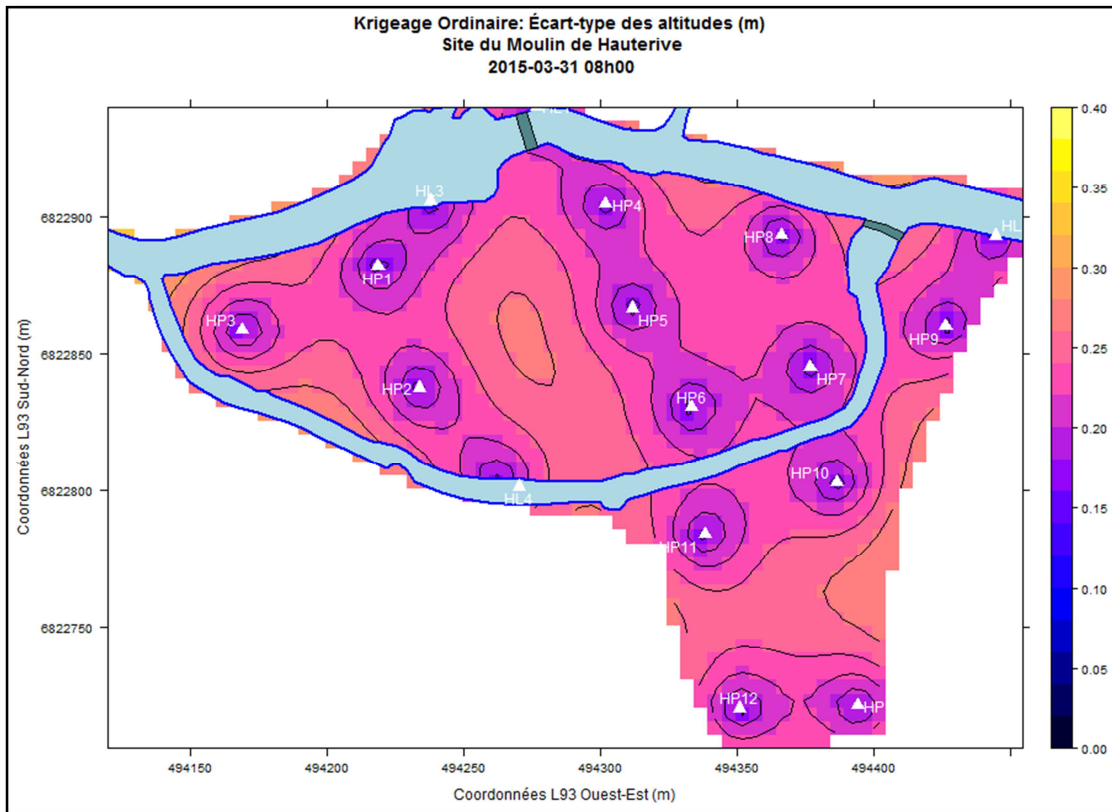 Krigeage Ordinaire: Écart-type des altitudes (m)
Site du Moulin de Hauterive
2015-03-31 08h00
0.40
0.35
0.30
0.25
0.20
0.15
0.10
0.05
0.00
6822900
6822850
6822800
6822750
Coordonnées L93 Sud-Nord (m)
HL3
HP4
HP8
HL
HP1
HP3
HP5
HP9
HP2
HP7
HP6
HP10
HL4
HP11
HP12
HP
494150
494200
494250
494300
494350
494400
Coordonnées L93 Ouest-Est (m)